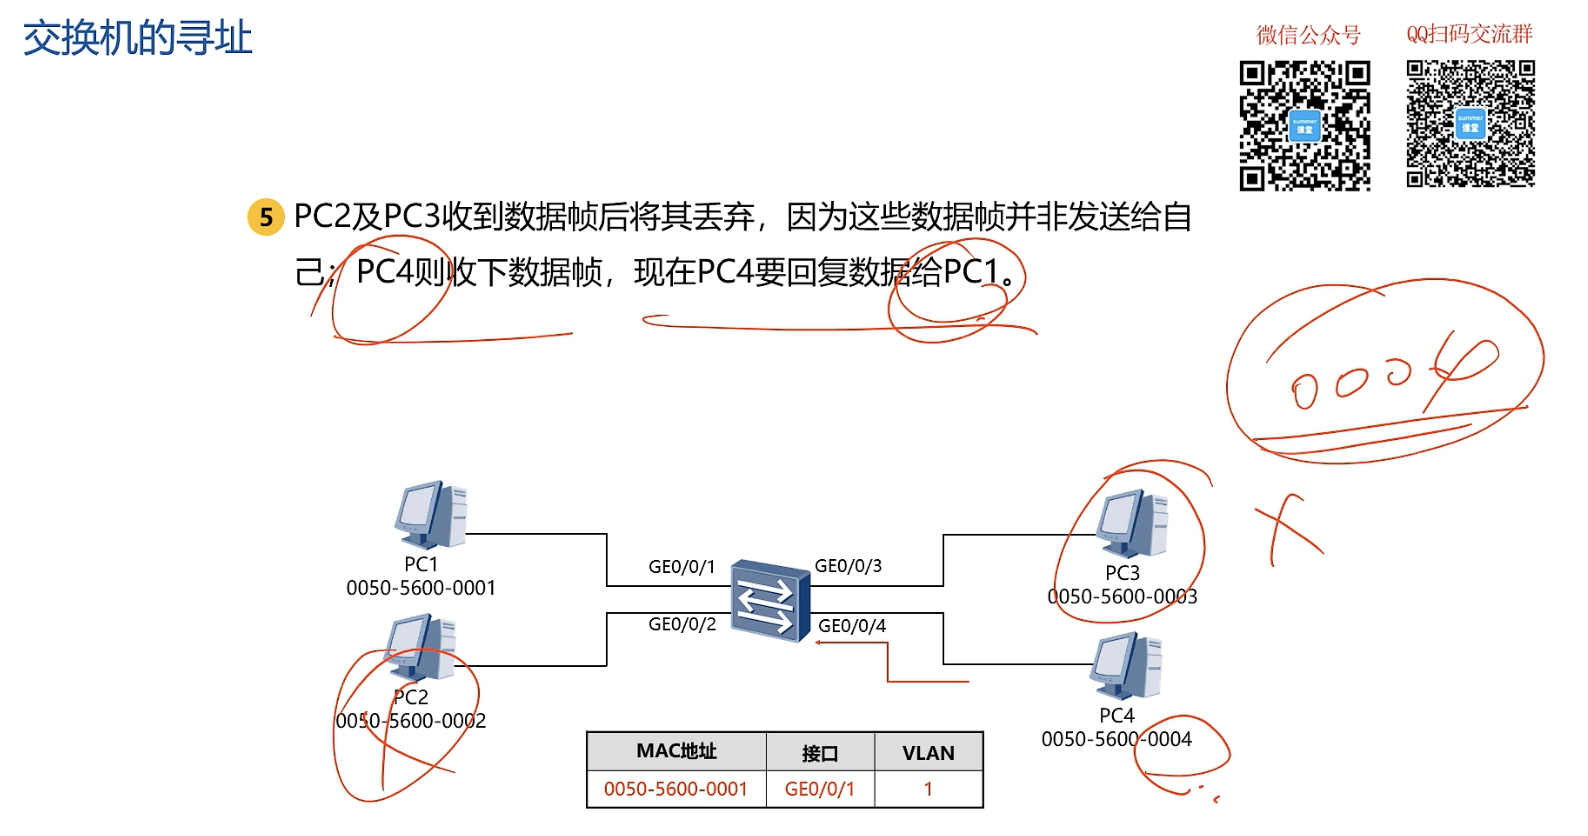 交换机的寻址
微信公众号
QQ扫码交流群
summer
课堂
summer
课堂
5 PC2及PC3收到数据帧后将其丢弃，因为这些数据帧并非发送给自
己；PC4则收下数据帧，现在PC4要回复数据给PC1。
0004
PC1
0050-5600-0001
GE0/0/1
GE0/0/3
PC3
0050-5600-0003
GE0/0/2
GE0/0/4
PC2
0050-5600-0002
PC4
0050-5600-0004
MAC地址 接口 VLAN
0050-5600-0001 GE0/0/1 1